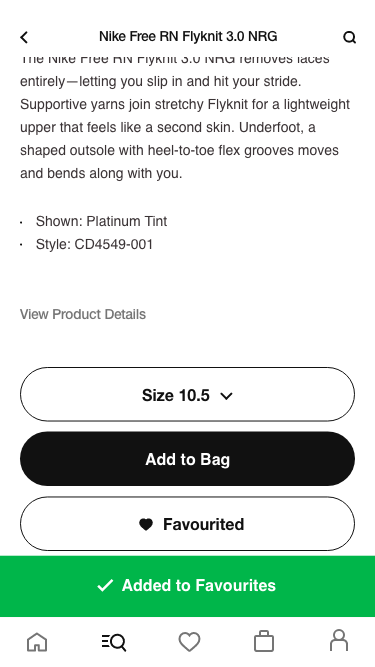 Nike Free RN Flyknit 3.0 NRG
The Nike Free RN Flyknit 3.0 NRG removes laces
entirely—letting you slip in and hit your stride.
Supportive yarns join stretchy Flyknit for a lightweight
upper that feels like a second skin. Underfoot, a
shaped outsole with heel-to-toe flex grooves moves
and bends along with you.
· Shown: Platinum Tint
· Style: CD4549-001
View Product Details
Size 10.5
Add to Bag
Favourited
Added to Favourites